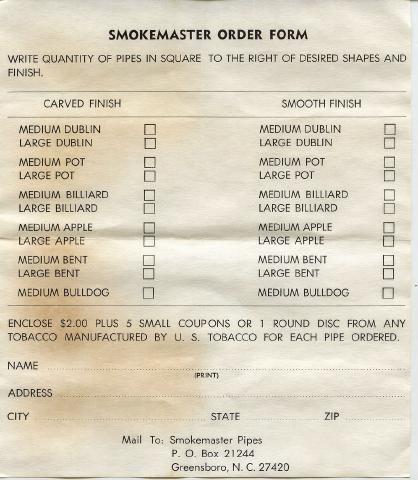 SMOKEMASTER ORDER FORM
WRITE QUANTITY OF PIPES IN SQUARE TO THE RIGHT OF DESIRED SHAPES AND
FINISH.
CARVED FINISH SMOOTH FINISH
MEDIUM DUBLIN MEDIUM DUBLIN
LARGE DUBLIN LARGE DUBLIN
MEDIUM POT MEDIUM POT
LARGE POT LARGE POT
MEDIUM BILLIARD MEDIUM BILLIARD
LARGE BILLIARD LARGE BILLIARD
MEDIUM APPLE MEDIUM APPLE
LARGE APPLE LARGE APPLE
MEDIUM BENT MEDIUM BENT
LARGE BENT LARGE BENT
MEDIUM BULLDOG MEDIUM BULLDOG
ENCLOSE $2.00 PLUS 5 SMALL COUPONS OR 1 ROUND DISC FROM ANY
TOBACCO MANUFACTURED BY U. S. TOBACCO FOR EACH PIPE ORDERED.
NAME
(PRINT)
ADDRESS
CITY STATE ZIP
Mail To: Smokemaster Pipes
P. O. Box 21244
Greensboro, N. C. 27420